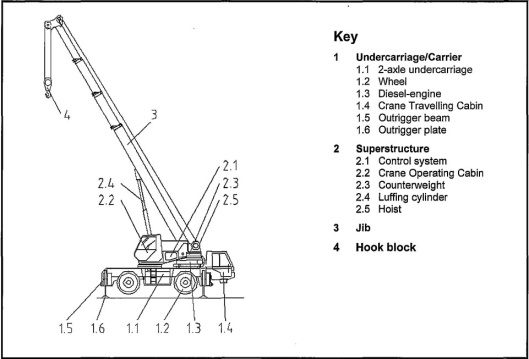 Key
1 Undercarriage/Carrier
1.1 2-axle undercarriage
1.2 Wheel
1.3 Diesel-engine
1.4 Crane Travelling Cabin
1.5 Outrigger beam
1.6 Outrigger plate
2 Superstructure
2.1 Control system
2.2 Crane Operating Cabin
2.3 Counterweight
2.4 Luffing cylinder
2.5 Hoist
3 Jib
4 Hook block
4
3
2.1
2.4
2.3
2.2
2.5
1.5 1.6 1.1 1.2 1.3 1.4